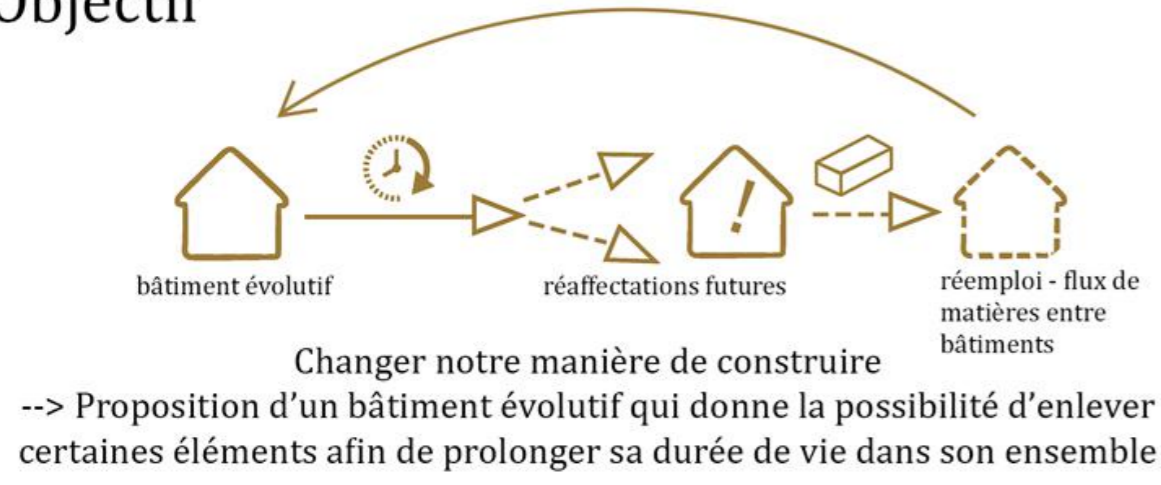 Objectif
bâtiment évolutif
réaffectations futures
réemploi - flux de
matières entre
bâtiments
Changer notre manière de construire
--> Proposition d'un bâtiment évolutif qui donne la possibilité d'enlever
certaines éléments afin de prolonger sa durée de vie dans son ensemble